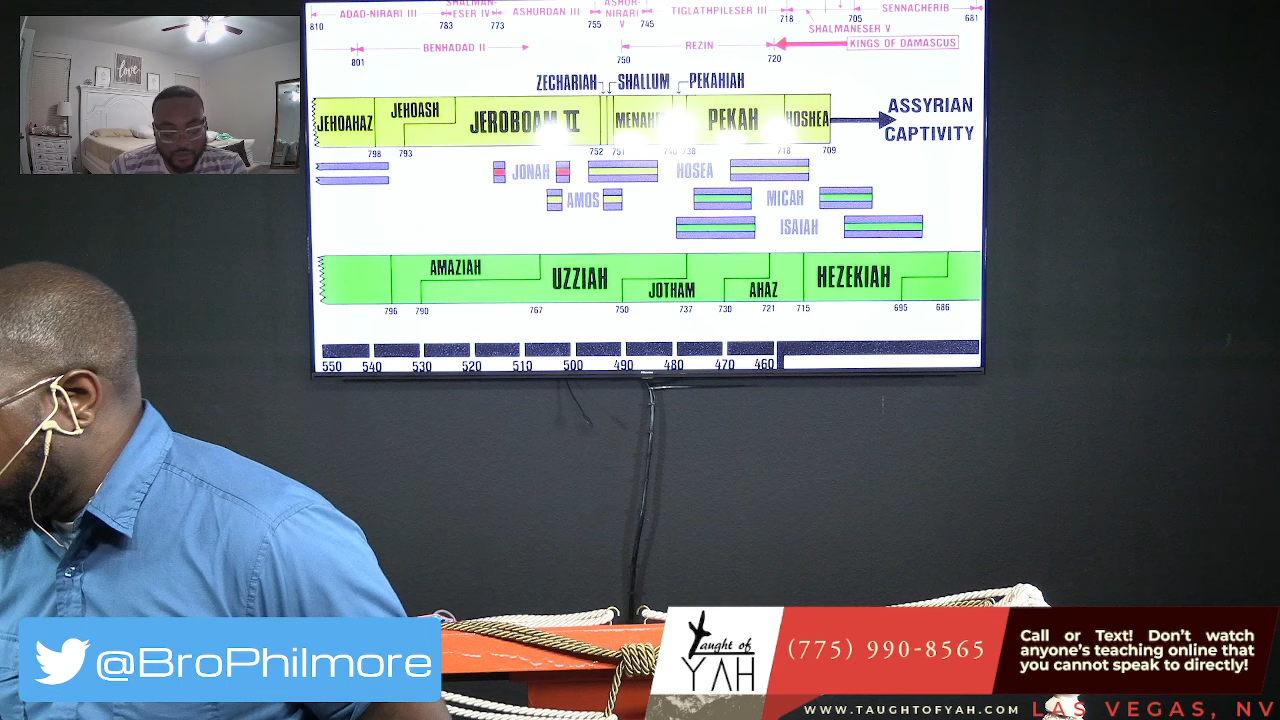 love
SHALMAN-
ASHUR-
ADAD-NIRARI III
ESER IV
ASHURDAN III
NIRARI
V
TIGLATHPILESER III
SENNACHERIB
810
783
773
755
745
718
705
681
SHALMANESER V
BENHADAD II
REZIN
KINGS OF DAMASCUS
801
750
720
ZECHARIAH
SHALLUM
PEKAHIAH
JEHOAHAZ
JEHOASH
JEROBOAM II
MENAHE
PEKAH
HOSHEA
ASSYRIAN
CAPTIVITY
798
793
752
751
740
738
718
709
JONAH
HOSEA
AMOS
MICAH
ISAIAH
AMAZIAH
UZZIAH
JOTHAM
AHAZ
HEZEKIAH
796
790
767
750
737
730
721
715
695
686
550
540
530
520
510
500
490
480
470
460
Hisense
@BroPhilmore
Taught of
YAH
(775) 990-8565
Call or Text! Don't watch
anyone's teaching online that
you cannot speak to directly!
WWW.TAUGHTOFYAH.COM
LAS VEGAS, NV